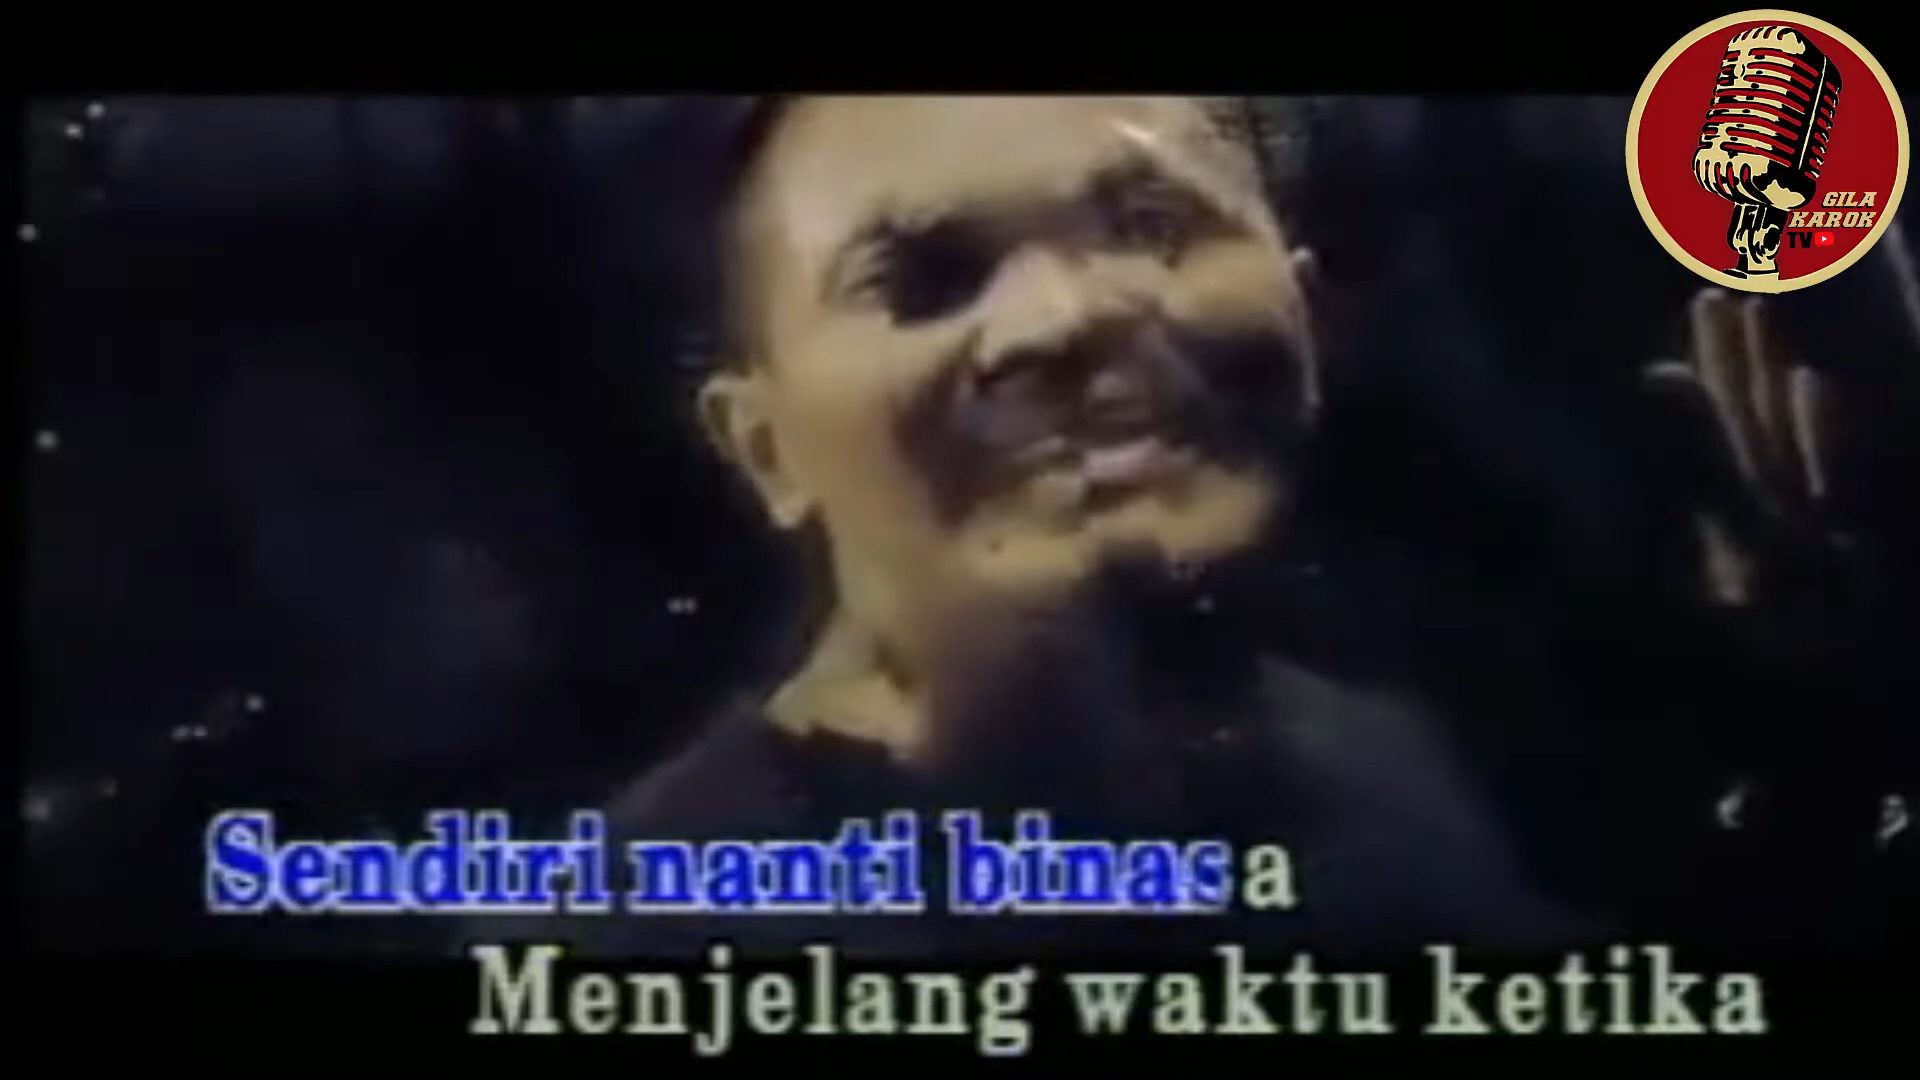 GILA
KAROK
TV
Sendiri nanti binasa
Menjelang waktu ketika